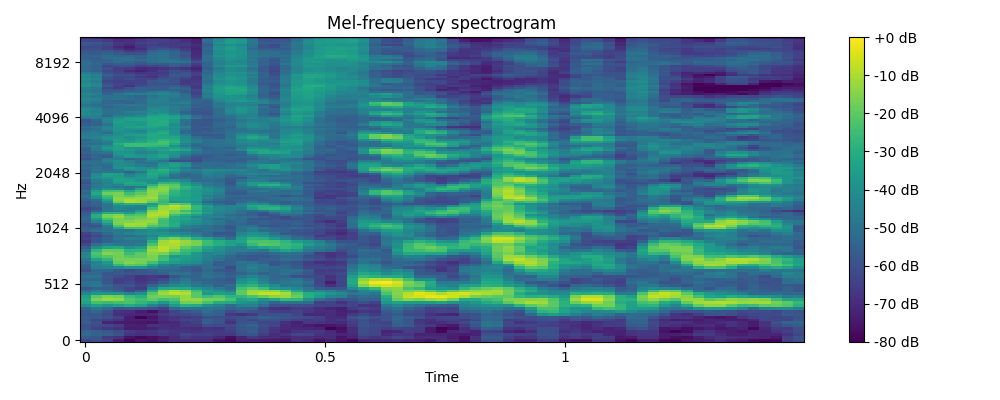 Mel-frequency spectrogram
Hz
8192
4096
2048
1024
512
0
0
0.5
1
Time
+0 dB
-10 dB
-20 dB
-30 dB
-40 dB
-50 dB
-60 dB
-70 dB
-80 dB